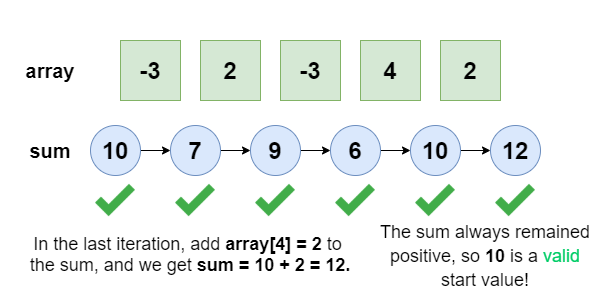 array -3 2 -3 4 2
sum 10 7 9 6 10 12
In the last iteration, add array[4] = 2 to
the sum, and we get sum = 10 + 2 = 12.
The sum always remained
positive, so 10 is a valid
start value!